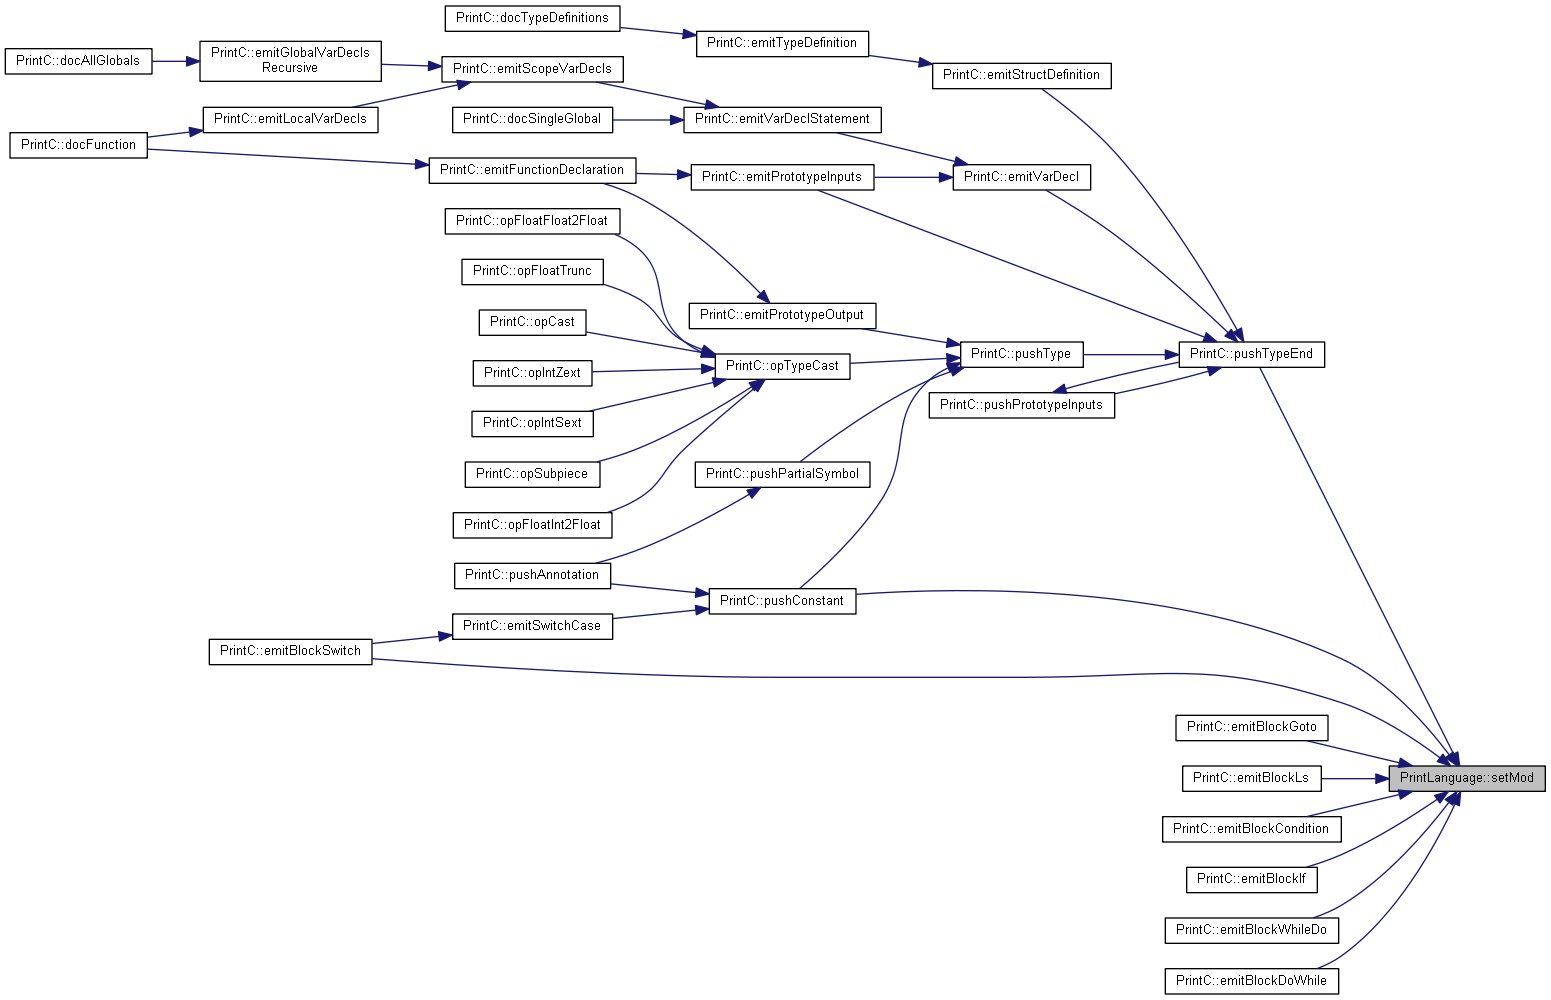 PrintC::docTypeDefinitions
PrintC::emitTypeDefinition
PrintC::docAllGlobals
PrintC::emitGlobalVarDecls
Recursive
PrintC::emitScopeVarDecls
PrintC::emitStructDefinition
PrintC::emitLocalVarDecls
PrintC::docSingleGlobal
PrintC::emitVarDeclStatement
PrintC::docFunction
PrintC::emitFunctionDeclaration
PrintC::emitPrototypeInputs
PrintC::emitVarDecl
PrintC::opFloatFloat2Float
PrintC::opFloatTrunc
PrintC::emitPrototypeOutput
PrintC::opCast
PrintC::pushType
PrintC::pushTypeEnd
PrintC::opTypeCast
PrintC::opIntZext
PrintC::pushPrototypeInputs
PrintC::opIntSext
PrintC::opSubpiece
PrintC::pushPartialSymbol
PrintC::opFloatInt2Float
PrintC::pushAnnotation
PrintC::pushConstant
PrintC::emitSwitchCase
PrintC::emitBlockSwitch
PrintC::emitBlockGoto
PrintC::emitBlockLs
PrintLanguage::setMod
PrintC::emitBlockCondition
PrintC::emitBlockIf
PrintC::emitBlockWhileDo
PrintC::emitBlockDoWhile